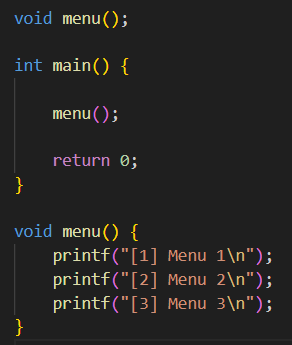 void menu();
int main() {
menu();
return 0;
}
void menu() {
printf("[1] Menu 1\n");
printf("[2] Menu 2\n");
printf("[3] Menu 3\n");
}